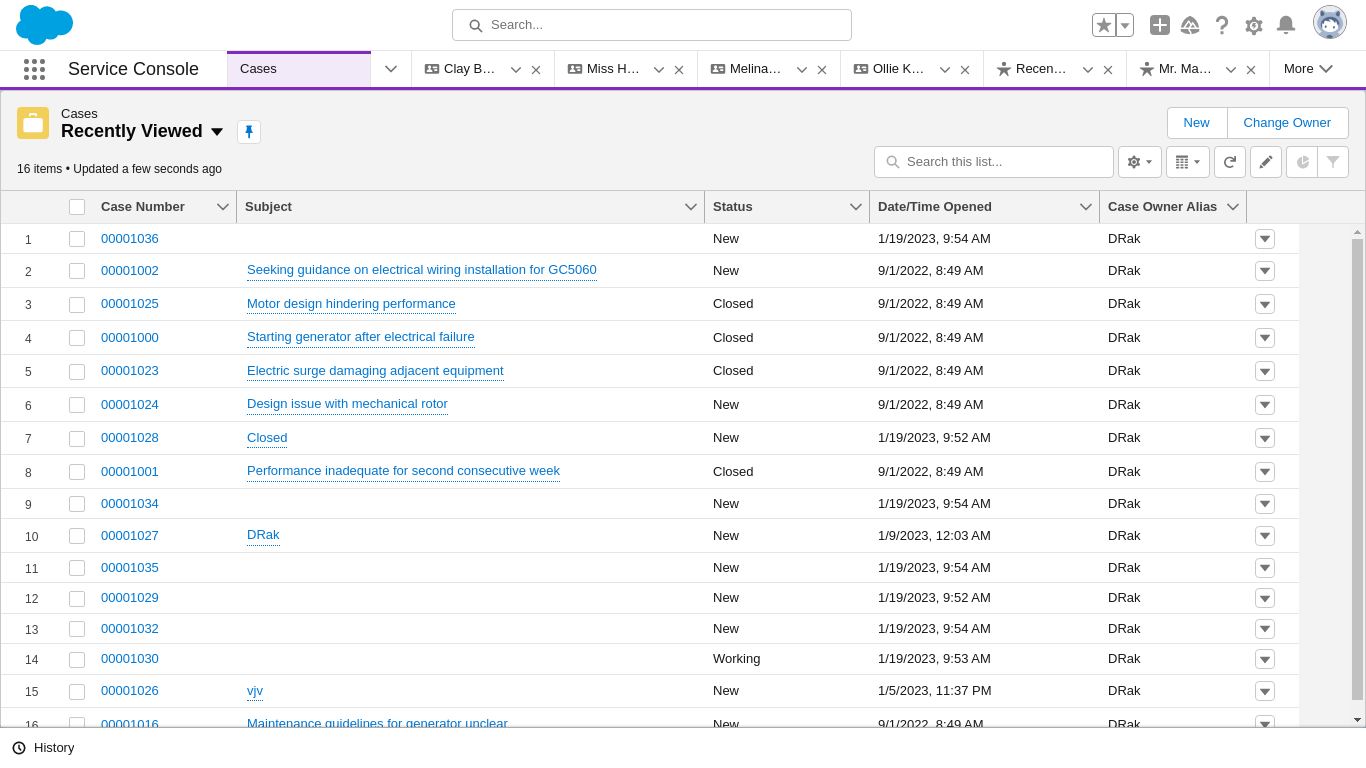 Search...
Service Console
Cases
Clay B…
Miss H…
Melina…
Ollie K…
Recen…
Mr. Ma…
More
Cases
Recently Viewed
New
Change Owner
16 items • Updated a few seconds ago
Search this list...
Case Number Subject Status Date/Time Opened Case Owner Alias
1 00001036 New 1/19/2023, 9:54 AM DRak
2 00001002 Seeking guidance on electrical wiring installation for GC5060 New 9/1/2022, 8:49 AM DRak
3 00001025 Motor design hindering performance Closed 9/1/2022, 8:49 AM DRak
4 00001000 Starting generator after electrical failure Closed 9/1/2022, 8:49 AM DRak
5 00001023 Electric surge damaging adjacent equipment Closed 9/1/2022, 8:49 AM DRak
6 00001024 Design issue with mechanical rotor New 9/1/2022, 8:49 AM DRak
7 00001028 Closed New 1/19/2023, 9:52 AM DRak
8 00001001 Performance inadequate for second consecutive week Closed 9/1/2022, 8:49 AM DRak
9 00001034 New 1/19/2023, 9:54 AM DRak
10 00001027 DRak New 1/9/2023, 12:03 AM DRak
11 00001035 New 1/19/2023, 9:54 AM DRak
12 00001029 New 1/19/2023, 9:52 AM DRak
13 00001032 New 1/19/2023, 9:54 AM DRak
14 00001030 Working 1/19/2023, 9:53 AM DRak
15 00001026 vjv New 1/5/2023, 11:37 PM DRak
16 00001016 Maintenance guidelines for generator unclear New 9/1/2022, 8:49 AM DRak
History